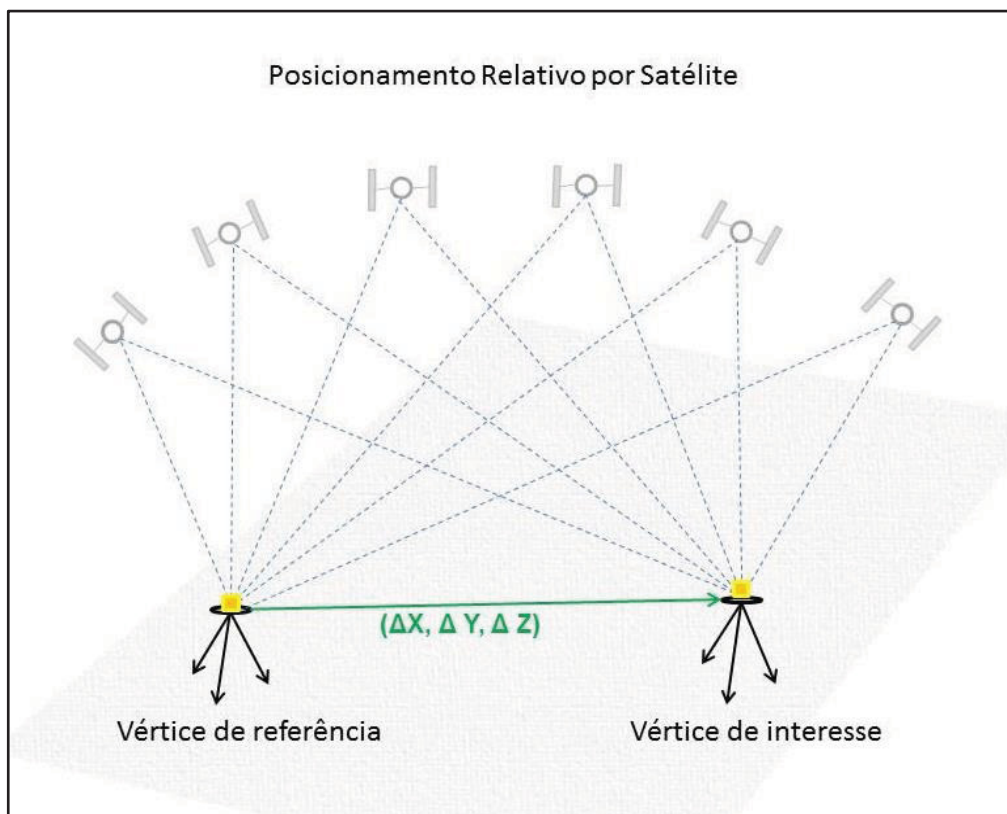 Posicionamento Relativo por Satélite
(ΔX, Δ Y, Δ Z)
Vértice de referência
Vértice de interesse